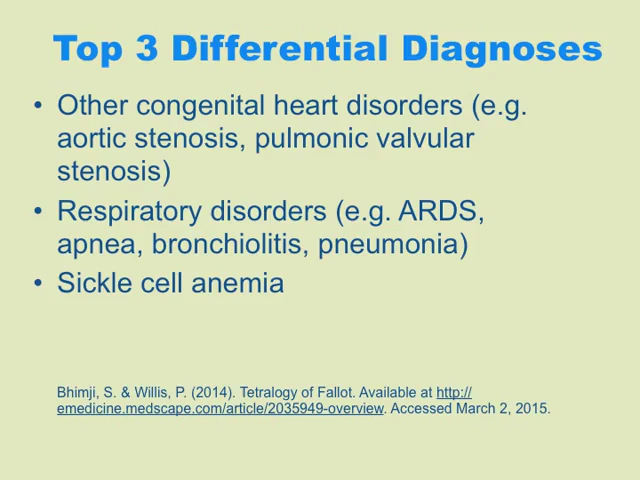 Top 3 Differential Diagnoses
• Other congenital heart disorders (e.g.
aortic stenosis, pulmonic valvular
stenosis)
• Respiratory disorders (e.g. ARDS,
apnea, bronchiolitis, pneumonia)
• Sickle cell anemia
Bhimji, S. & Willis, P. (2014). Tetralogy of Fallot. Available at http://
emedicine.medscape.com/article/2035949-overview. Accessed March 2, 2015.